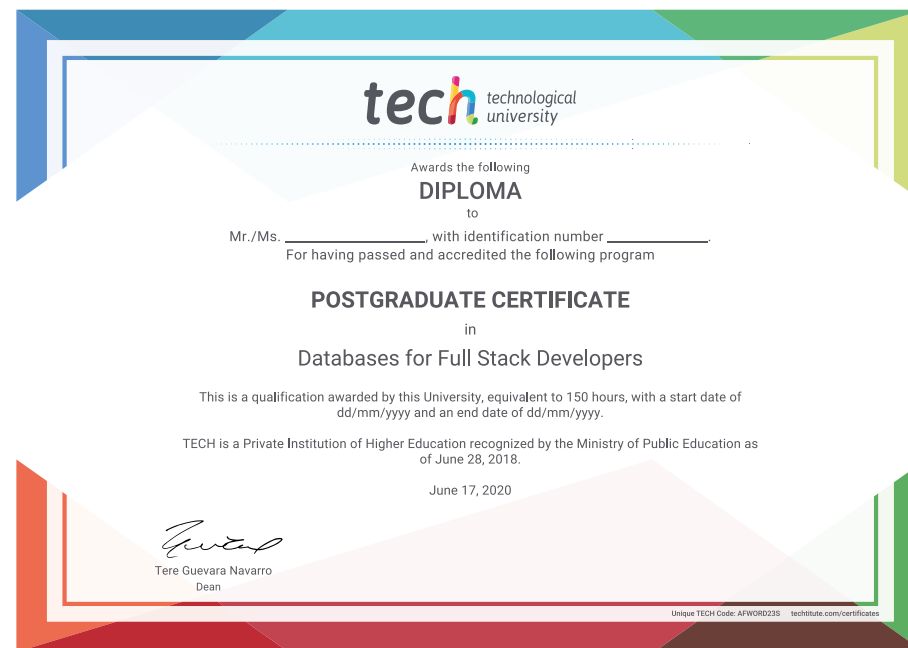 tech technological
university
Awards the following
DIPLOMA
to
Mr./Ms. ____________________, with identification number ______________.
For having passed and accredited the following program
POSTGRADUATE CERTIFICATE
in
Databases for Full Stack Developers
This is a qualification awarded by this University, equivalent to 150 hours, with a start date of
dd/mm/yyyy and an end date of dd/mm/yyyy.
TECH is a Private Institution of Higher Education recognized by the Ministry of Public Education as
of June 28, 2018.
June 17, 2020
Tere Guevara Navarro
Dean
Unique TECH Code: AFWORD23S techtitute.com/certificates